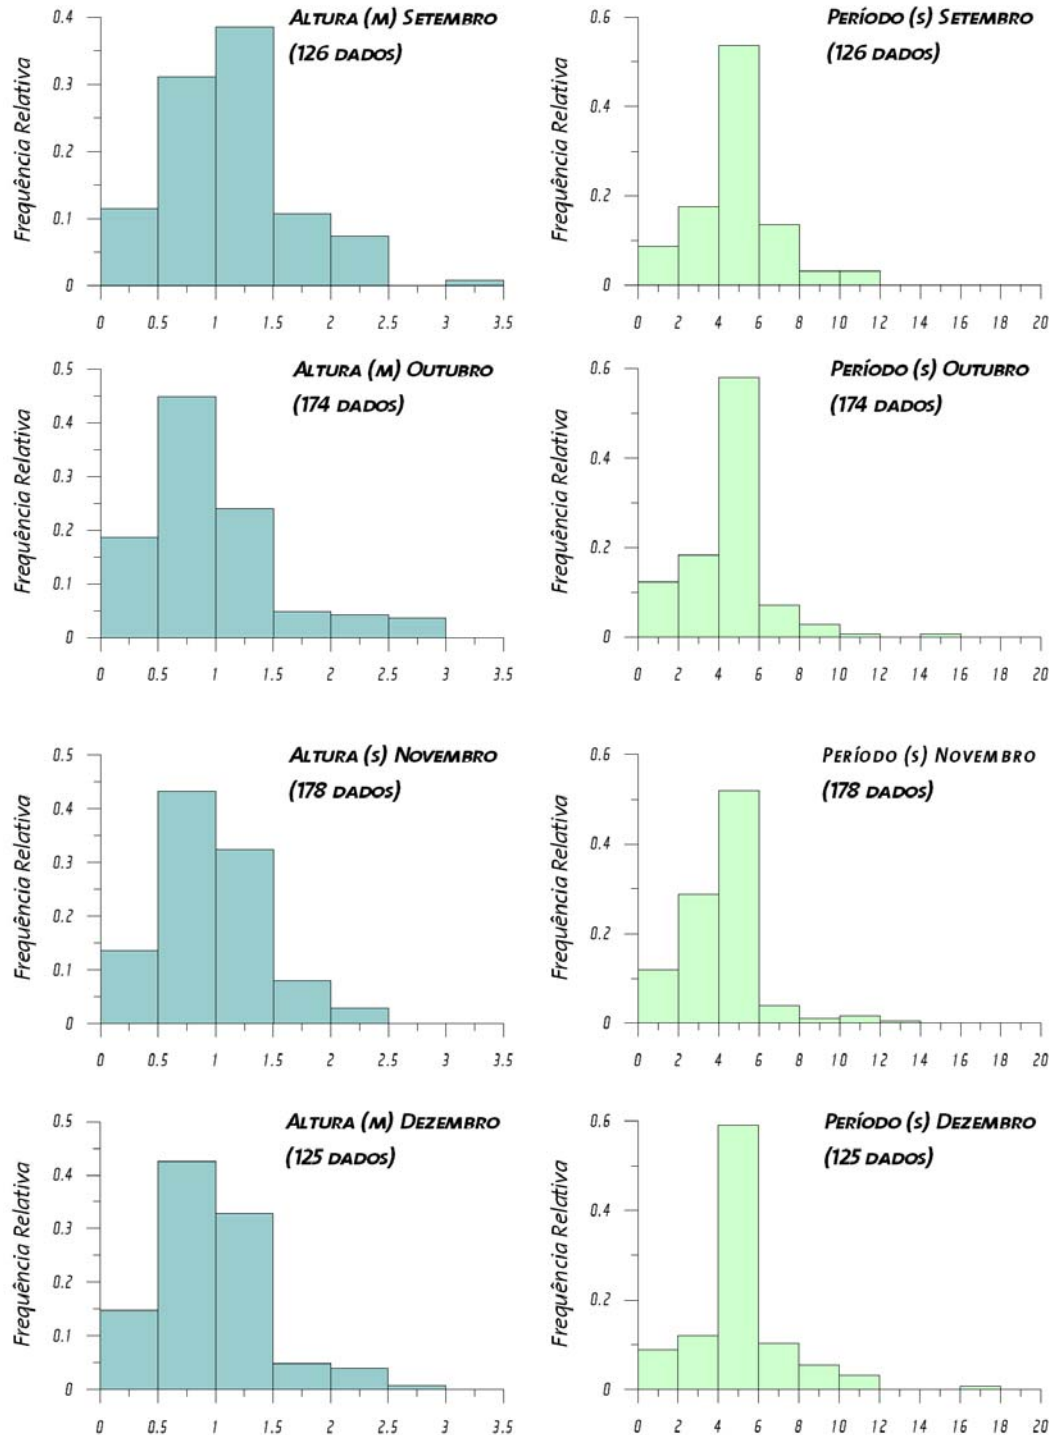 ALTURA (M) SETEMBRO
(126 DADOS)
Frequência Relativa
0.4
0.3
0.2
0.1
0
0 0.5 1 1.5 2 2.5 3 3.5
PERÍODO (S) SETEMBRO
(126 DADOS)
Frequência Relativa
0.6
0.4
0.2
0
0 2 4 6 8 10 12 14 16 18 20
ALTURA (M) OUTUBRO
(174 DADOS)
Frequência Relativa
0.5
0.4
0.3
0.2
0.1
0
0 0.5 1 1.5 2 2.5 3 3.5
PERÍODO (S) OUTUBRO
(174 DADOS)
Frequência Relativa
0.6
0.4
0.2
0
0 2 4 6 8 10 12 14 16 18 20
ALTURA (S) NOVEMBRO
(178 DADOS)
Frequência Relativa
0.5
0.4
0.3
0.2
0.1
0
0 0.5 1 1.5 2 2.5 3 3.5
PERÍODO (S) NOVEMBRO
(178 DADOS)
Frequência Relativa
0.6
0.4
0.2
0
0 2 4 6 8 10 12 14 16 18 20
ALTURA (M) DEZEMBRO
(125 DADOS)
Frequência Relativa
0.5
0.4
0.3
0.2
0.1
0
0 0.5 1 1.5 2 2.5 3 3.5
PERÍODO (S) DEZEMBRO
(125 DADOS)
Frequência Relativa
0.6
0.4
0.2
0
0 2 4 6 8 10 12 14 16 18 20